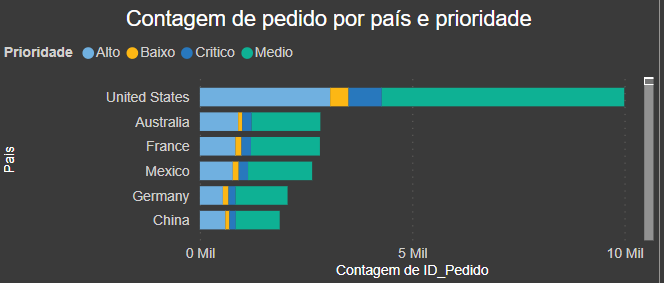 Contagem de pedido por país e prioridade
Prioridade Alto Baixo Critico Medio
United States
Australia
France
Mexico
Germany
China
País
0 Mil 5 Mil 10 Mil
Contagem de ID_Pedido